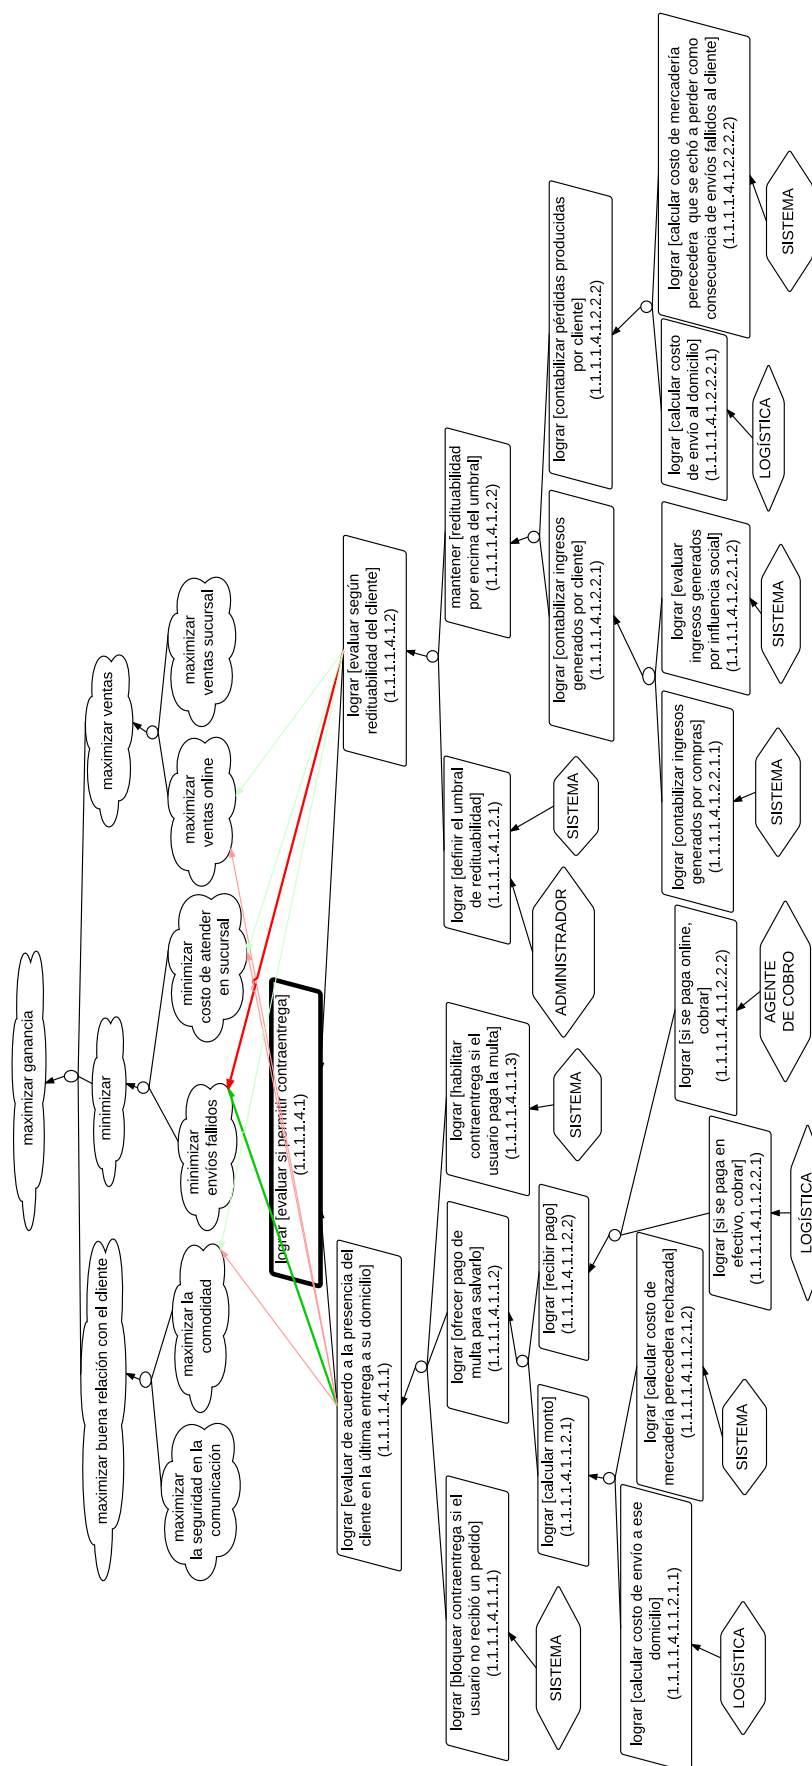 maximizar ganancia
maximizar buena relación con el cliente
minimizar
maximizar ventas
maximizar
la seguridad en la
comunicación
maximizar la
comodidad
minimizar
envíos fallidos
minimizar
costo de atender
en sucursal
maximizar
ventas online
maximizar
ventas sucursal
lograr [evaluar si permitir contraentrega]
(1.1.1.1.4.1)
lograr [evaluar de acuerdo a la presencia del
cliente en la última entrega a su domicilio]
(1.1.1.1.4.1.1)
lograr [evaluar según
redituabilidad del cliente]
(1.1.1.1.4.1.2)
lograr [bloquear contraentrega si el
usuario no recibió un pedido]
(1.1.1.1.4.1.1.1)
lograr [ofrecer pago de
multa para salvarlo]
(1.1.1.1.4.1.1.2)
lograr [habilitar
contraentrega si el
usuario paga la multa]
(1.1.1.1.4.1.1.3)
lograr [definir el umbral
de redituabilidad]
(1.1.1.1.4.1.2.1)
mantener [redituabilidad
por encima del umbral]
(1.1.1.1.4.1.2.2)
SISTEMA
lograr [calcular monto]
(1.1.1.1.4.1.1.2.1)
lograr [recibir pago]
(1.1.1.1.4.1.1.2.2)
SISTEMA
ADMINISTRADOR
SISTEMA
lograr [contabilizar ingresos
generados por cliente]
(1.1.1.1.4.1.2.2.1)
lograr [contabilizar pérdidas producidas
por cliente]
(1.1.1.1.4.1.2.2.2)
lograr [calcular costo de envío a ese
domicilio]
(1.1.1.1.4.1.1.2.1.1)
lograr [calcular costo de
mercadería perecedera rechazada]
(1.1.1.1.4.1.1.2.1.2)
lograr [si se paga en
efectivo, cobrar]
(1.1.1.1.4.1.1.2.2.1)
lograr [si se paga online,
cobrar]
(1.1.1.1.4.1.1.2.2.2)
lograr [contabilizar ingresos
generados por compras]
(1.1.1.1.4.1.2.2.1.1)
lograr [evaluar
ingresos generados
por influencia social]
(1.1.1.1.4.1.2.2.1.2)
lograr [calcular costo
de envío al domicilio]
(1.1.1.1.4.1.2.2.2.1)
lograr [calcular costo de mercadería
perecedera que se echó a perder como
consecuencia de envíos fallidos al cliente]
(1.1.1.1.4.1.2.2.2.2)
LOGÍSTICA
SISTEMA
LOGÍSTICA
AGENTE
DE COBRO
SISTEMA
SISTEMA
LOGÍSTICA
SISTEMA